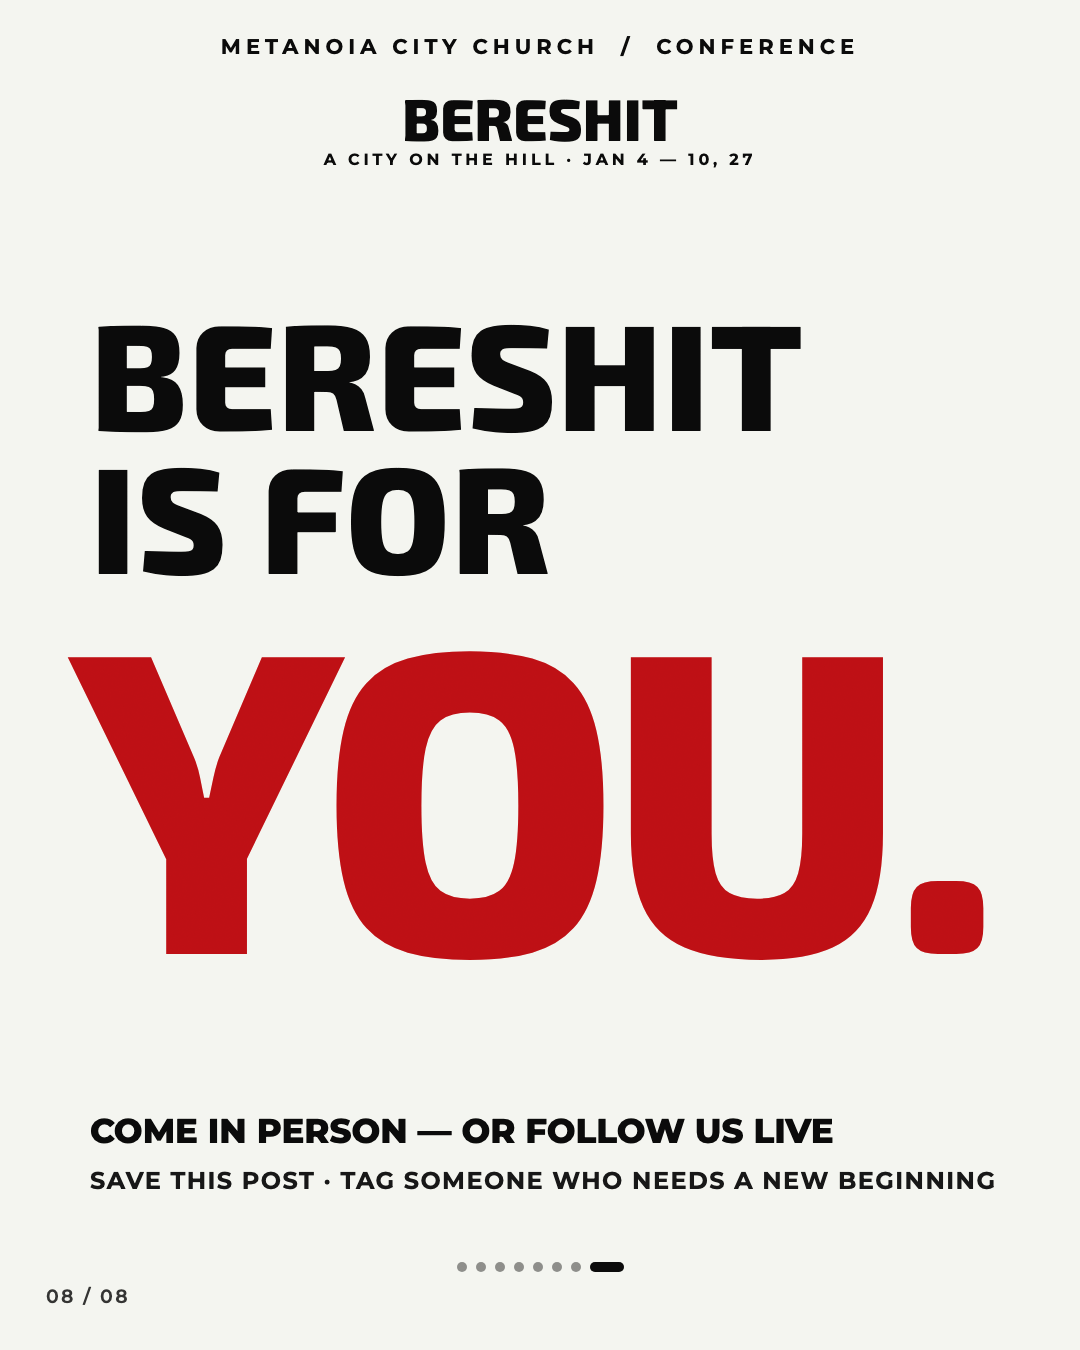 METANOIA CITY CHURCH / CONFERENCE
BERESHIT
A CITY ON THE HILL · JAN 4 — 10, 27
BERESHIT
IS FOR
YOU.
COME IN PERSON — OR FOLLOW US LIVE
SAVE THIS POST · TAG SOMEONE WHO NEEDS A NEW BEGINNING
08 / 08